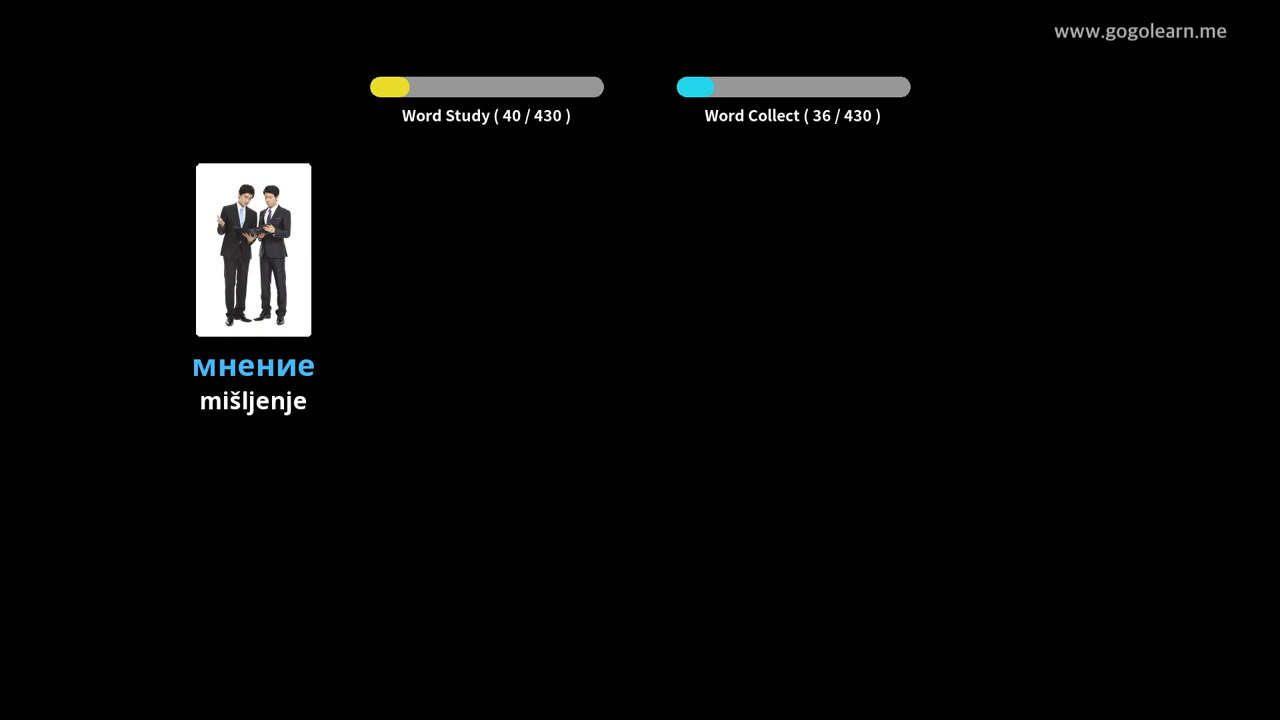 www.gogolearn.me
Word Study ( 40 / 430 )
Word Collect ( 36 / 430 )
мнение
mišljenje